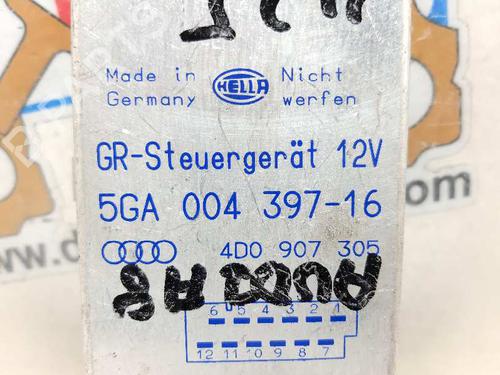 Made in Germany
HELLA
Nicht werfen
GR-Steuergerät 12V
5GA 004 397-16
4D0 907 305
AUDI A8
6 5 4 3 2 1
12 11 10 9 8 7